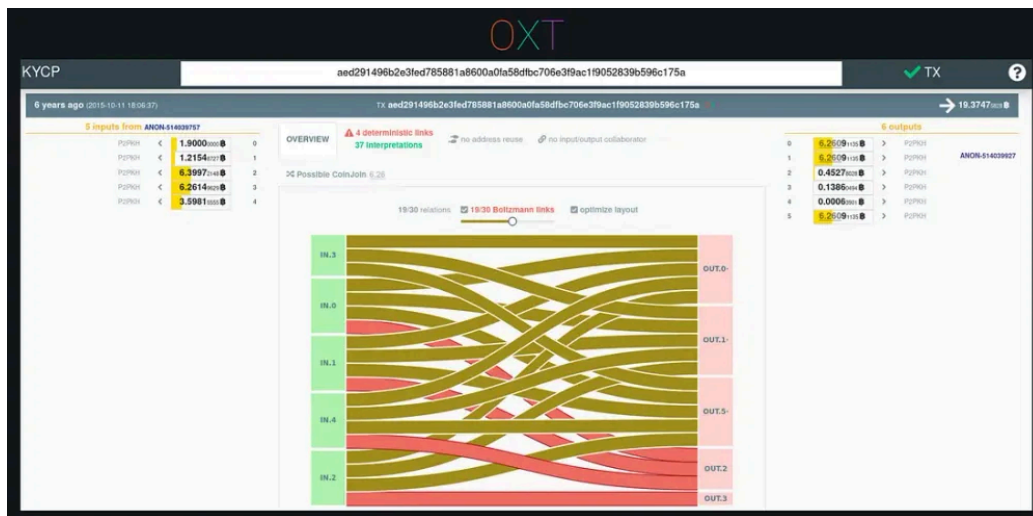 OXT
KYCP
aed291496b2e3fed785881a8600a0fa58dfbc706e3f9ac1f9052839b596c175a
TX
?
6 years ago (2015-10-11 18:06:37)
TX aed291496b2e3fed785881a8600a0fa58dfbc706e3f9ac1f9052839b596c175a
19.3747
5 inputs from ANON-514039757
P2PKH < 1.9000 0000 ฿ 0
P2PKH < 1.2154 ฿ 1
P2PKH < 6.3997 ฿ 2
P2PKH < 6.2614 ฿ 3
P2PKH < 3.5981 ฿ 4
OVERVIEW
4 deterministic links
37 interpretations
no address reuse
no input/output collaborator
Possible CoinJoin 6.26
19/30 relations
19/30 Boltzmann links
optimize layout
6 outputs
0 6.2609 1135 ฿ > P2PKH
1 6.2609 1135 ฿ > P2PKH ANON-514039927
2 0.4527 ฿ > P2PKH
3 0.1386 ฿ > P2PKH
4 0.0006 ฿ > P2PKH
5 6.2609 1135 ฿ > P2PKH
IN.3
IN.0
IN.1
IN.4
IN.2
OUT.0-
OUT.1-
OUT.5-
OUT.2
OUT.3